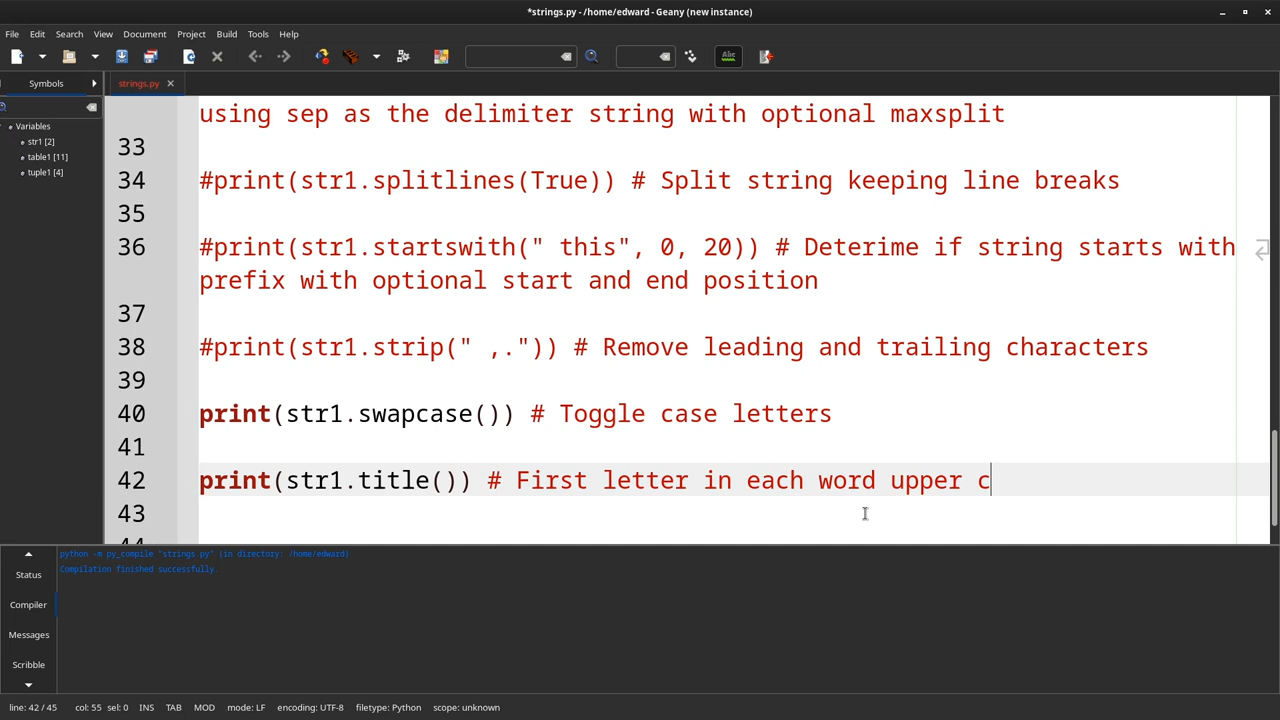 *strings.py - /home/edward - Geany (new instance)
File Edit Search View Document Project Build Tools Help
Abc
Symbols
strings.py
Variables
str1 [2]
table1 [11]
tuple1 [4]
using sep as the delimiter string with optional maxsplit
33
34 #print(str1.splitlines(True)) # Split string keeping line breaks
35
36 #print(str1.startswith(" this", 0, 20)) # Deterime if string starts with
prefix with optional start and end position
37
38 #print(str1.strip(" ,.")) # Remove leading and trailing characters
39
40 print(str1.swapcase()) # Toggle case letters
41
42 print(str1.title()) # First letter in each word upper c
43
44
Status
Compiler
Messages
Scribble
python -m py_compile "strings.py" (in directory: /home/edward)
Compilation finished successfully.
line: 42 / 45 col: 55 sel: 0 INS TAB MOD mode: LF encoding: UTF-8 filetype: Python scope: unknown